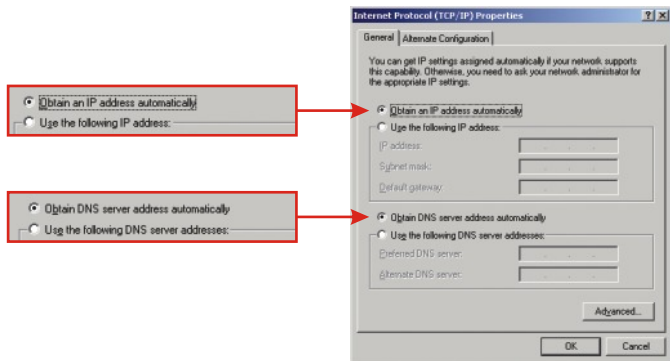 Obtain an IP address automatically
Use the following IP address:
Obtain DNS server address automatically
Use the following DNS server addresses:
Internet Protocol (TCP/IP) Properties
General
Alternate Configuration
You can get IP settings assigned automatically if your network supports
this capability. Otherwise, you need to ask your network administrator for
the appropriate IP settings.
Obtain an IP address automatically
Use the following IP address:
IP address:
Subnet mask:
Default gateway:
Obtain DNS server address automatically
Use the following DNS server addresses:
Preferred DNS server:
Alternate DNS server:
Advanced...
OK
Cancel